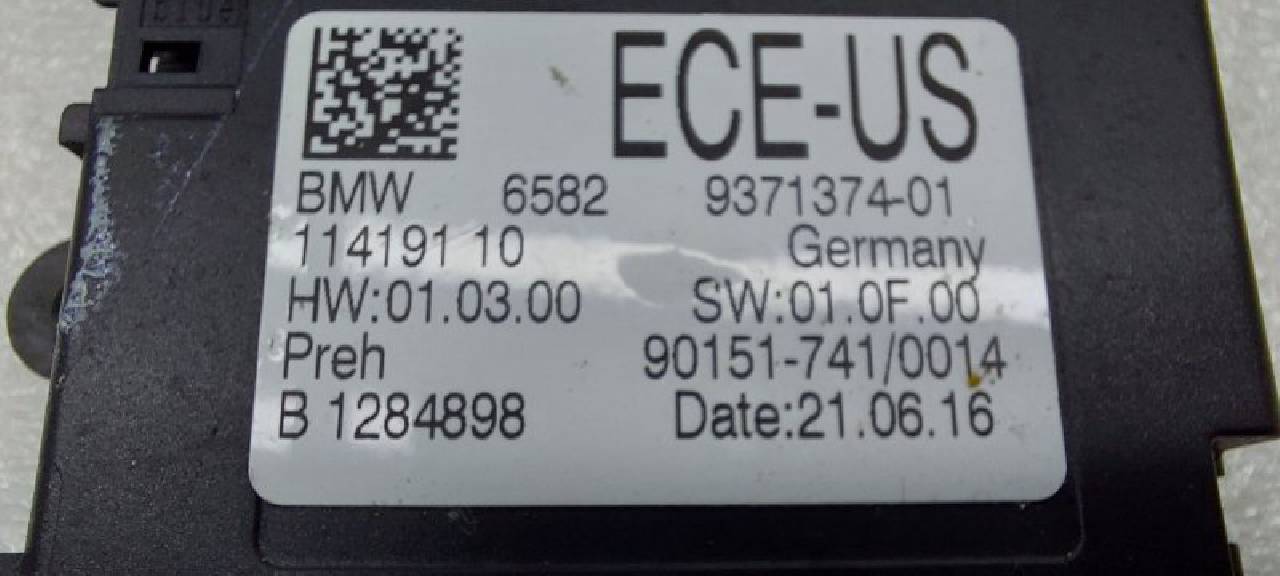 ECE-US
BMW 6582 9371374-01
114191 10 Germany
HW:01.03.00 SW:01.0F.00
Preh 90151-741/0014
B 1284898 Date:21.06.16